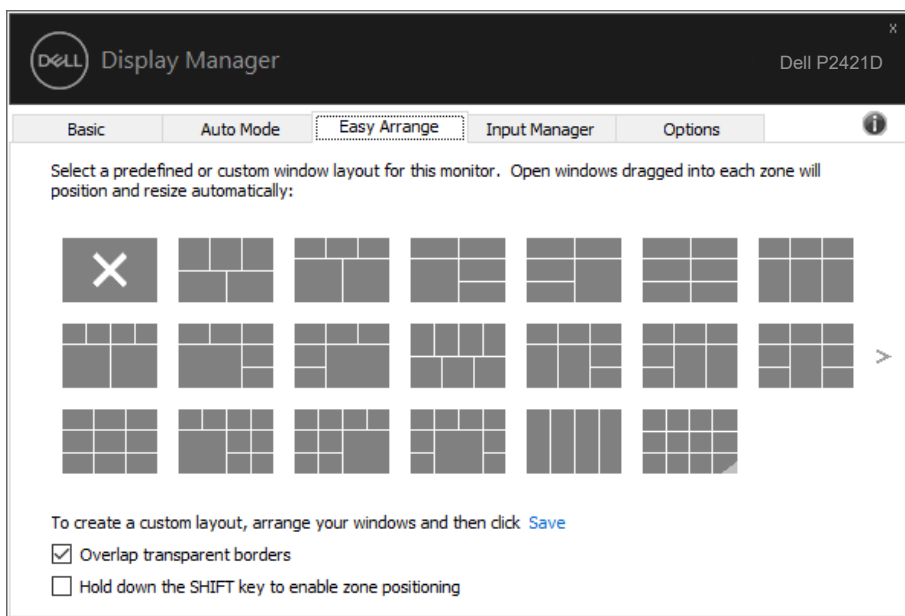 x
DELL Display Manager
Dell P2421D
Basic Auto Mode Easy Arrange Input Manager Options i
Select a predefined or custom window layout for this monitor. Open windows dragged into each zone will
position and resize automatically:
>
To create a custom layout, arrange your windows and then click Save
Overlap transparent borders
Hold down the SHIFT key to enable zone positioning